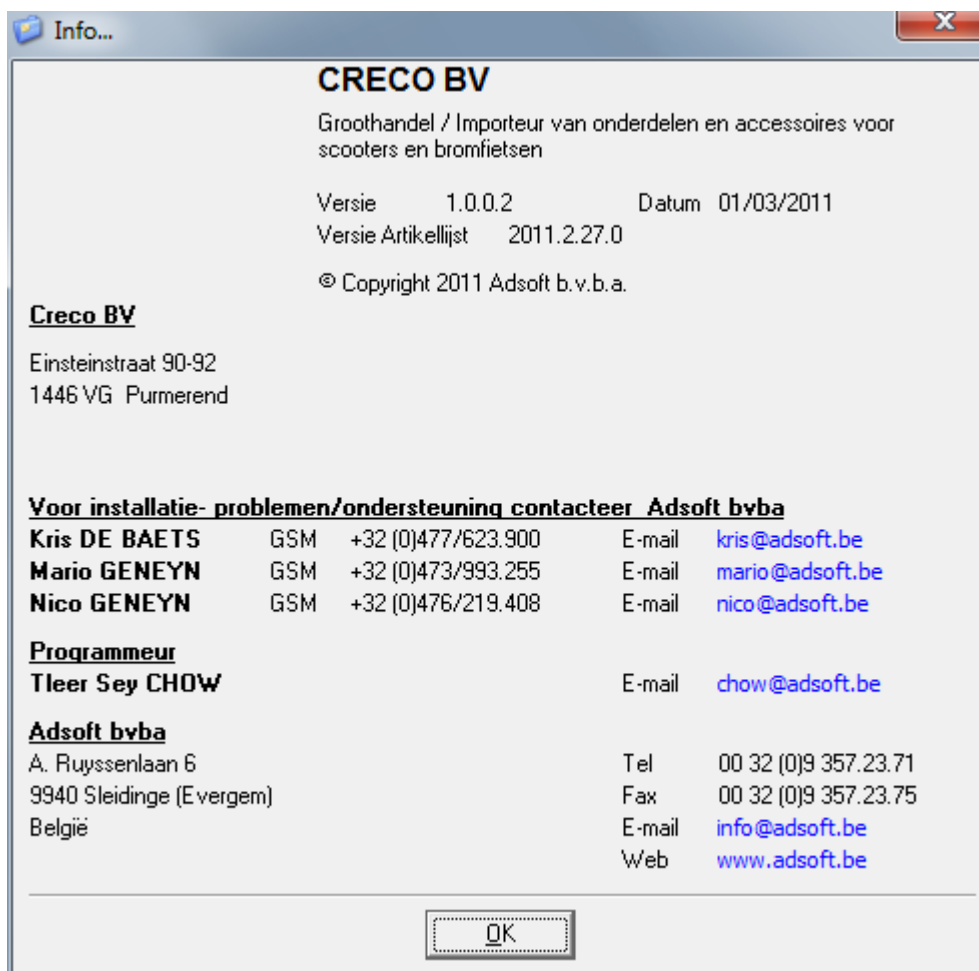 Info...
CRECO BV
Groothandel / Importeur van onderdelen en accessoires voor
scooters en bromfietsen
Versie 1.0.0.2 Datum 01/03/2011
Versie Artikellijst 2011.2.27.0
© Copyright 2011 Adsoft b.v.b.a.
Creco BV
Einsteinstraat 90-92
1446 VG Purmerend
Voor installatie- problemen/ondersteuning contacteer Adsoft bvba
Kris DE BAETS GSM +32 (0)477/623.900 E-mail kris@adsoft.be
Mario GENEYN GSM +32 (0)473/993.255 E-mail mario@adsoft.be
Nico GENEYN GSM +32 (0)476/219.408 E-mail nico@adsoft.be
Programmeur
Tleer Sey CHOW E-mail chow@adsoft.be
Adsoft bvba
A. Ruyssenlaan 6 Tel 00 32 (0)9 357.23.71
9940 Sleidinge (Evergem) Fax 00 32 (0)9 357.23.75
België E-mail info@adsoft.be
Web www.adsoft.be
OK